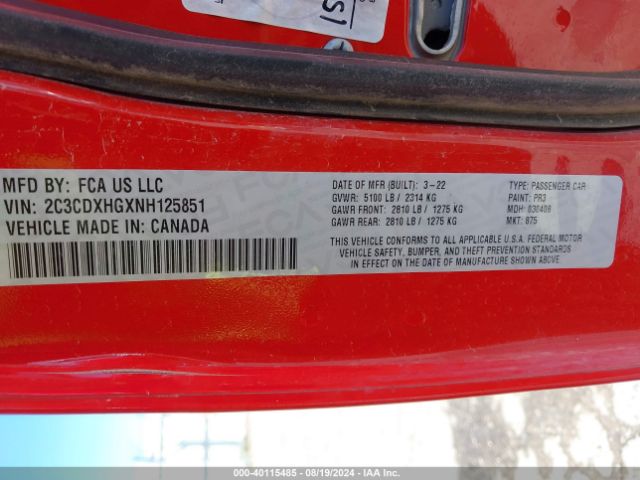 MFD BY: FCA US LLC
VIN: 2C3CDXHGXNH125851
VEHICLE MADE IN: CANADA
DATE OF MFR (BUILT): 3-22
GVWR: 5100 LB / 2314 KG
GAWR FRONT: 2810 LB / 1275 KG
GAWR REAR: 2810 LB / 1275 KG
TYPE: PASSENGER CAR
PAINT: PR3
MDH: 030408
MKT: 875
THIS VEHICLE CONFORMS TO ALL APPLICABLE U.S.A. FEDERAL MOTOR
VEHICLE SAFETY, BUMPER, AND THEFT PREVENTION STANDARDS
IN EFFECT ON THE DATE OF MANUFACTURE SHOWN ABOVE
000-40115485 - 08/19/2024 - IAA Inc.